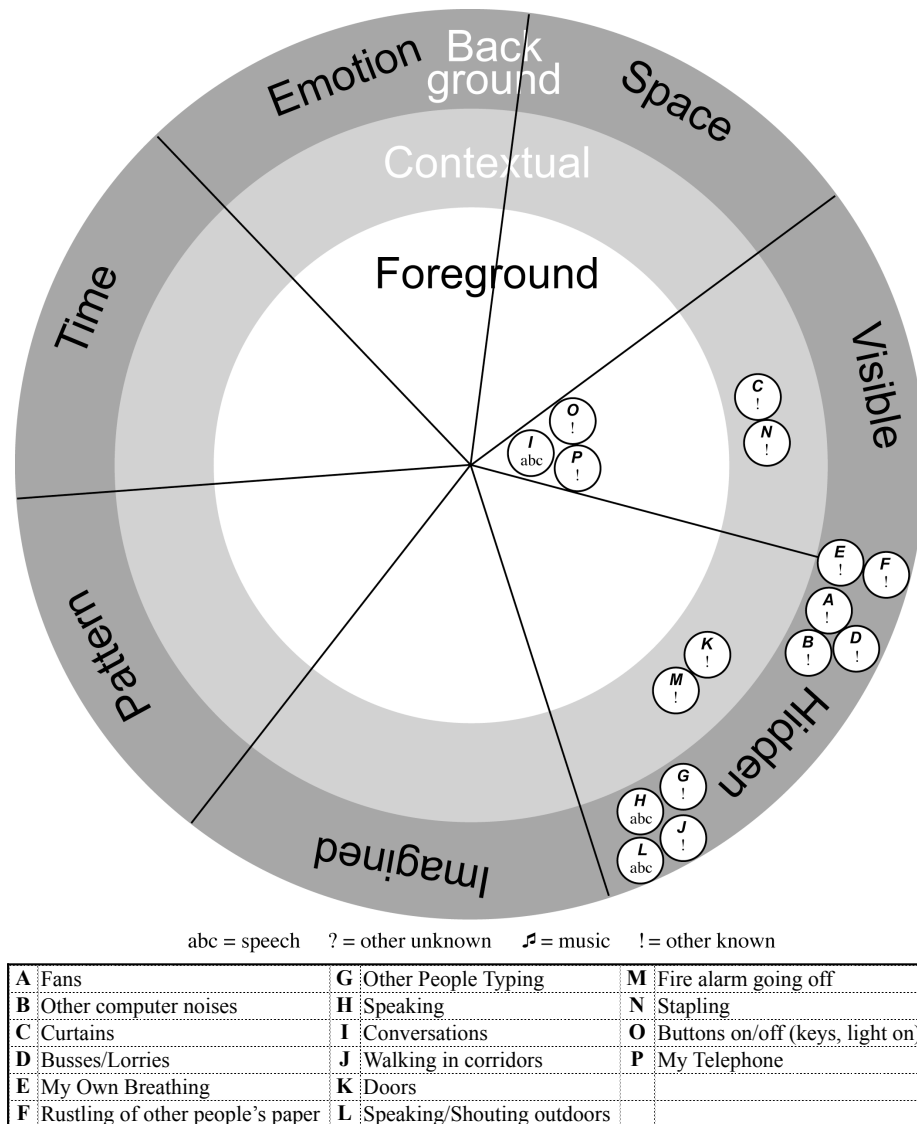 Emotion
Back
ground
Space
Contextual
Foreground
Time
Visible
C
!
N
!
O
!
I
abc
P
!
E
!
F
!
A
!
B
!
D
!
K
!
M
!
Hidden
G
!
H
abc
J
!
L
abc
Pattern
Imagined
abc = speech ? = other unknown ♬ = music ! = other known
A Fans G Other People Typing M Fire alarm going off
B Other computer noises H Speaking N Stapling
C Curtains I Conversations O Buttons on/off (keys, light on)
D Busses/Lorries J Walking in corridors P My Telephone
E My Own Breathing K Doors
F Rustling of other people's paper L Speaking/Shouting outdoors